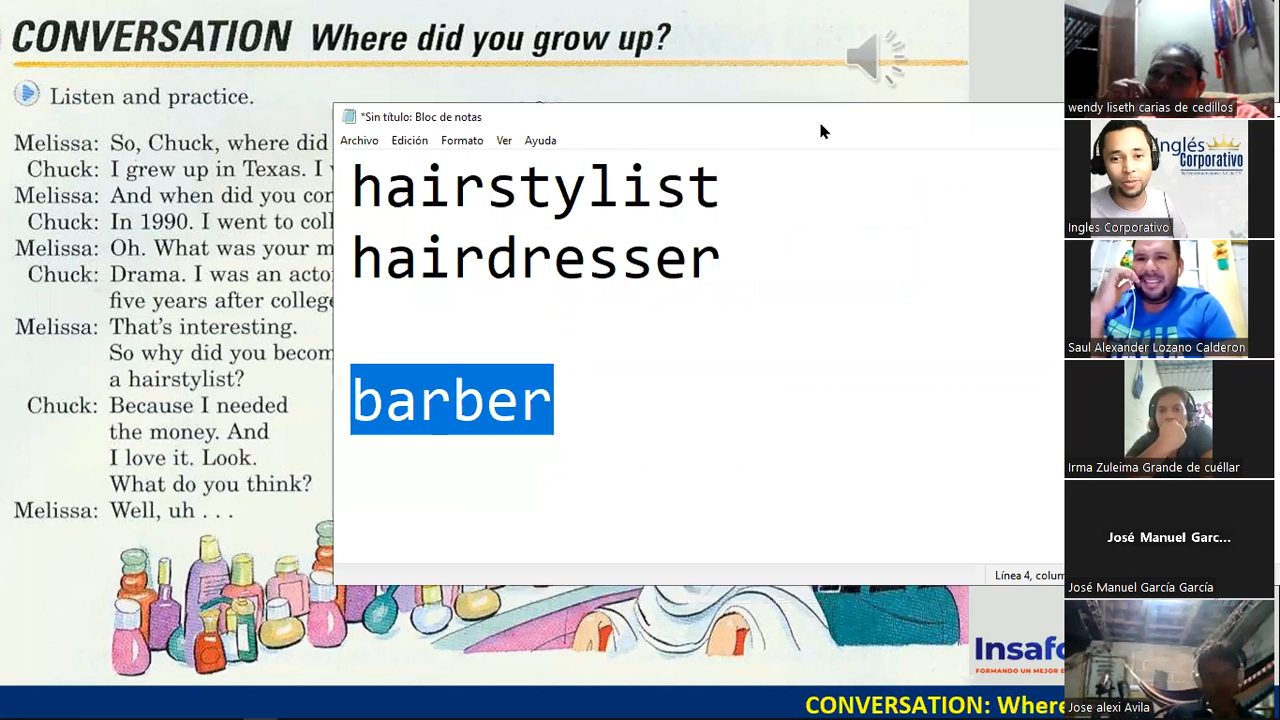 CONVERSATION Where did you grow up?
Listen and practice.
Melissa: So, Chuck, where did
Chuck: I grew up in Texas. I
Melissa: And when did you
Chuck: In 1990. I went to
Melissa: Oh. What was your
Chuck: Drama. I was an
five years after college
Melissa: That's interesting.
So why did you
a hairstylist?
Chuck: Because I needed
the money. And
I love it. Look.
What do you think?
Melissa: Well, uh . . .
*Sin título: Bloc de notas
Archivo Edición Formato Ver Ayuda
hairstylist
hairdresser
barber
Línea 4,
wendy liseth carias de cedillos
Inglés
Corporativo
Ingles Corporativo
Saul Alexander Lozano Calderon
Irma Zuleima Grande de cuéllar
José Manuel Garc...
José Manuel García García
Jose alexi Avila
FORMANDO UN MEJOR
CONVERSATION: Where